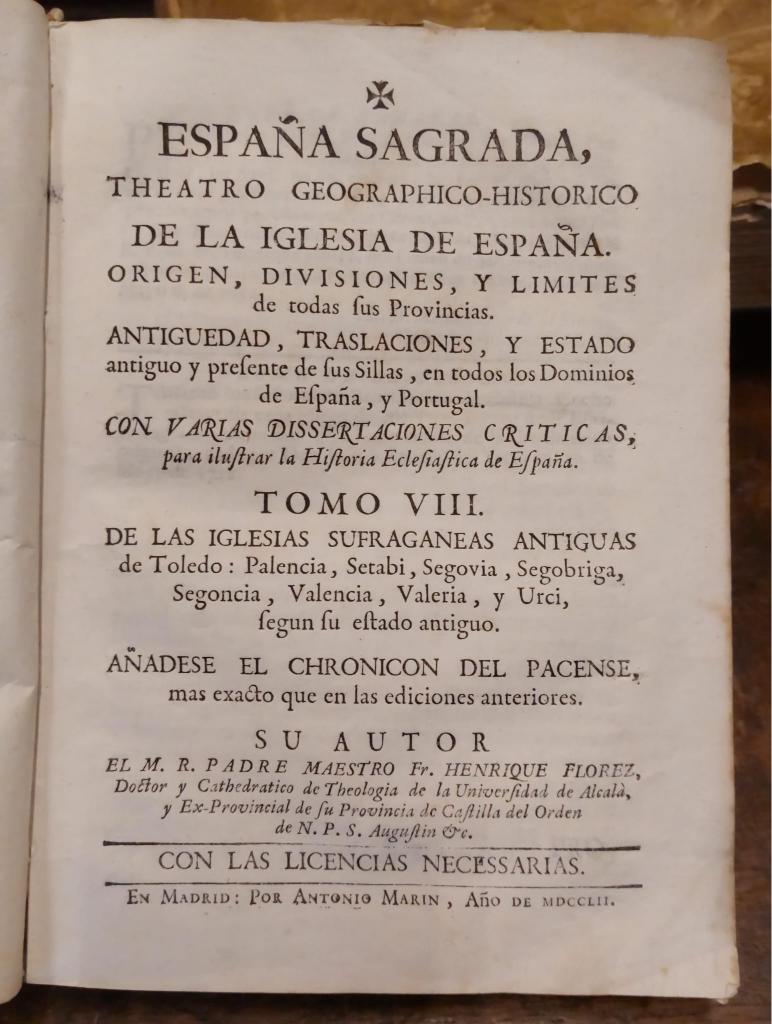 ✠
ESPAÑA SAGRADA,
THEATRO GEOGRAPHICO-HISTORICO
DE LA IGLESIA DE ESPAÑA.
ORIGEN, DIVISIONES, Y LIMITES
de todas ſus Provincias.
ANTIGUEDAD, TRASLACIONES, Y ESTADO
antiguo y preſente de ſus Sillas, en todos los Dominios
de Eſpaña, y Portugal.
CON VARIAS DISSERTACIONES CRITICAS,
para iluſtrar la Hiſtoria Ecleſiaſtica de Eſpaña.
TOMO VIII.
DE LAS IGLESIAS SUFRAGANEAS ANTIGUAS
de Toledo: Palencia, Setabi, Segovia, Segobriga,
Segoncia, Valencia, Valeria, y Urci,
ſegun ſu eſtado antiguo.
AÑADESE EL CHRONICON DEL PACENSE,
mas exacto que en las ediciones anteriores.
SU AUTOR
EL M. R. PADRE MAESTRO Fr. HENRIQUE FLOREZ,
Doctor y Cathedratico de Theologia de la Univerſidad de Alcalà,
y Ex-Provincial de ſu Provincia de Caſtilla del Orden
de N. P. S. Auguſtin &c.
CON LAS LICENCIAS NECESSARIAS.
EN MADRID: POR ANTONIO MARIN, AÑO DE MDCCLII.